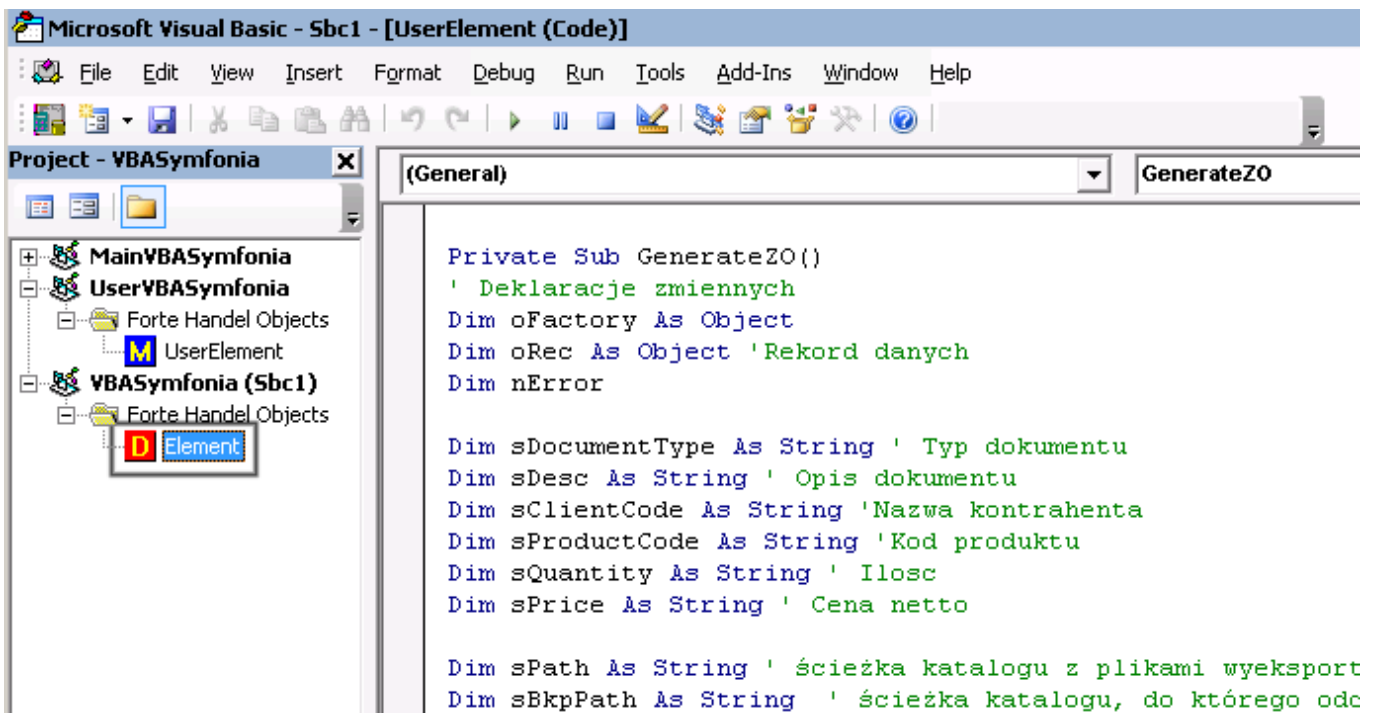 Microsoft Visual Basic - Sbc1 - [UserElement (Code)]
File Edit View Insert Format Debug Run Tools Add-Ins Window Help
Project - VBASymfonia
(General)
GenerateZO
MainVBASymfonia
UserVBASymfonia
Forte Handel Objects
M UserElement
VBASymfonia (Sbc1)
Forte Handel Objects
D Element
Private Sub GenerateZO()
' Deklaracje zmiennych
Dim oFactory As Object
Dim oRec As Object 'Rekord danych
Dim nError
Dim sDocumentType As String ' Typ dokumentu
Dim sDesc As String ' Opis dokumentu
Dim sClientCode As String 'Nazwa kontrahenta
Dim sProductCode As String 'Kod produktu
Dim sQuantity As String ' Ilosc
Dim sPrice As String ' Cena netto
Dim sPath As String ' ścieżka katalogu z plikami wyeksport
Dim sBkpPath As String ' ścieżka katalogu, do którego odc